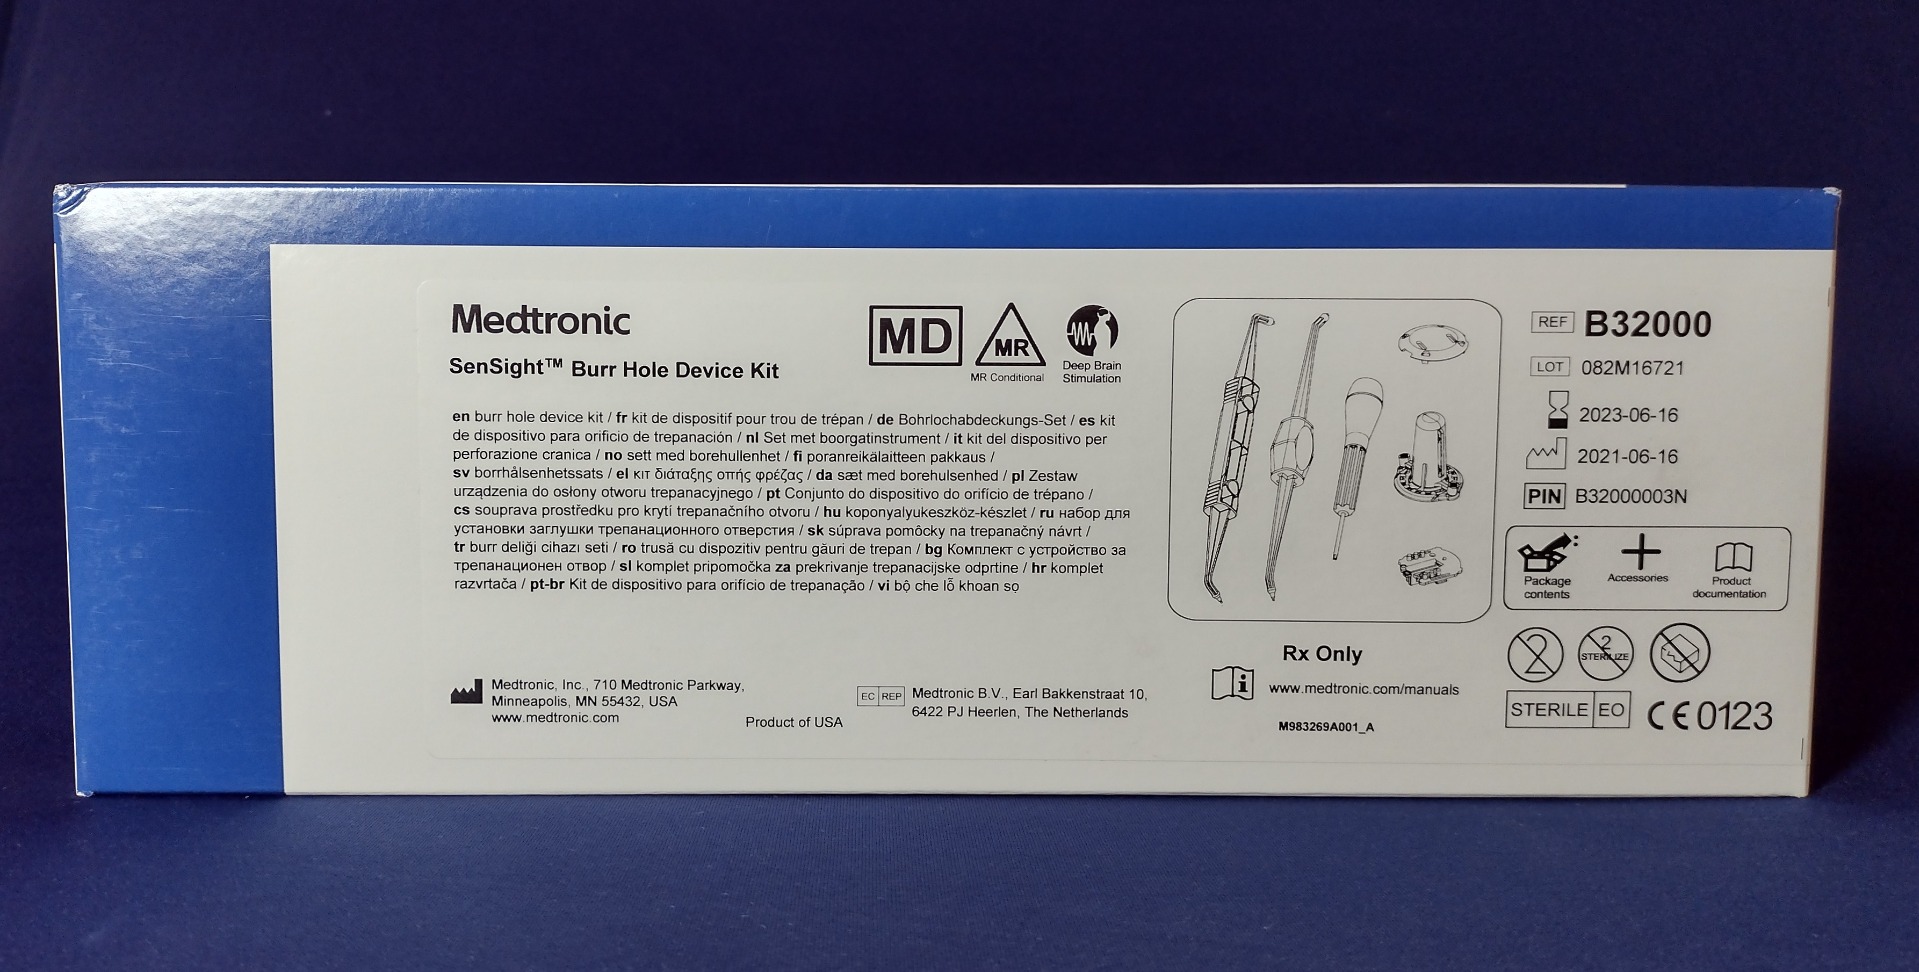 Medtronic
SenSight™ Burr Hole Device Kit
MD
MR
MR Conditional
Deep Brain
Stimulation
en burr hole device kit / fr kit de dispositif pour trou de trépan / de Bohrlochabdeckungs-Set / es kit
de dispositivo para orificio de trepanación / nl Set met boorgatinstrument / it kit del dispositivo per
perforazione cranica / no sett med borehullenhet / fi poranreikälaitteen pakkaus /
sv borrhålsenhetssats / el κιτ διάταξης οπής φρέζας / da sæt med borehulsenhed / pl Zestaw
urządzenia do osłony otworu trepanacyjnego / pt Conjunto do dispositivo do orifício de trépano /
cs souprava prostředku pro krytí trepanačního otvoru / hu koponyalyukeszköz-készlet / ru набор для
установки заглушки трепанационного отверстия / sk súprava pomôcky na trepanačný návrt /
tr burr deliği cihazı seti / ro trusă cu dispozitiv pentru găuri de trepan / bg Комплект с устройство за
трепанационен отвор / sl komplet pripomočka za prekrivanje trepanacijske odprtine / hr komplet
razvrtača / pt-br Kit de dispositivo para orifício de trepanação / vi bộ che lỗ khoan sọ
Medtronic, Inc., 710 Medtronic Parkway,
Minneapolis, MN 55432, USA
www.medtronic.com
Product of USA
EC REP
Medtronic B.V., Earl Bakkenstraat 10,
6422 PJ Heerlen, The Netherlands
Rx Only
i
www.medtronic.com/manuals
M983269A001_A
REF B32000
LOT 082M16721
2023-06-16
2021-06-16
PIN B32000003N
Package
contents
Accessories
Product
documentation
2
2
STERILIZE
STERILE EO
CE 0123